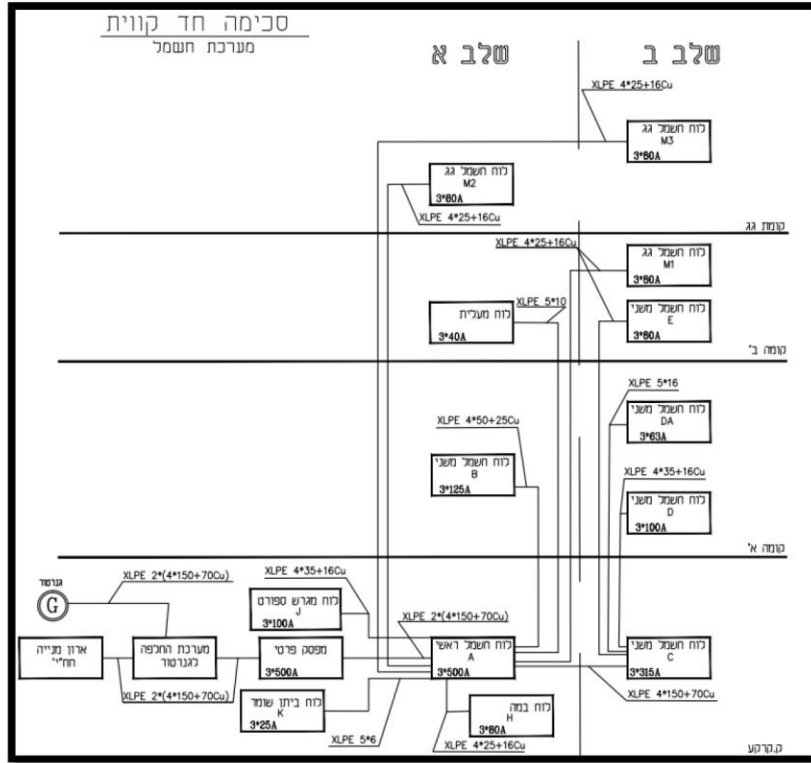 סכימה חד קווית
מערכת חשמל
שלב א
שלב ב
XLPE 4*25+16Cu
לוח חשמל גג
M3
3*80A
לוח חשמל גג
M2
3*80A
XLPE 4*25+16Cu
קומת גג
XLPE 4*25+16Cu
לוח חשמל גג
M1
3*80A
XLPE 5*10
לוח מעלית
3*40A
לוח חשמל משני
E
3*80A
קומה ב'
XLPE 5*16
לוח חשמל משני
DA
3*63A
XLPE 4*50+25Cu
לוח חשמל משני
B
3*125A
XLPE 4*35+16Cu
לוח חשמל משני
D
3*100A
קומה א'
גנרטור
G
XLPE 2*(4*150+70Cu)
XLPE 4*35+16Cu
לוח מגרש ספורט
J
3*100A
XLPE 2*(4*150+70Cu)
ארון מנייה
חח"י
מערכת החלפה
לגנרטור
מפסק פרטי
3*500A
לוח חשמל ראשי
A
3*500A
לוח חשמל משני
C
3*315A
XLPE 2*(4*150+70Cu)
XLPE 4*150+70Cu
לוח ביתן שומר
K
3*25A
לוח במה
H
3*80A
XLPE 5*6
XLPE 4*25+16Cu
ק.קרקע